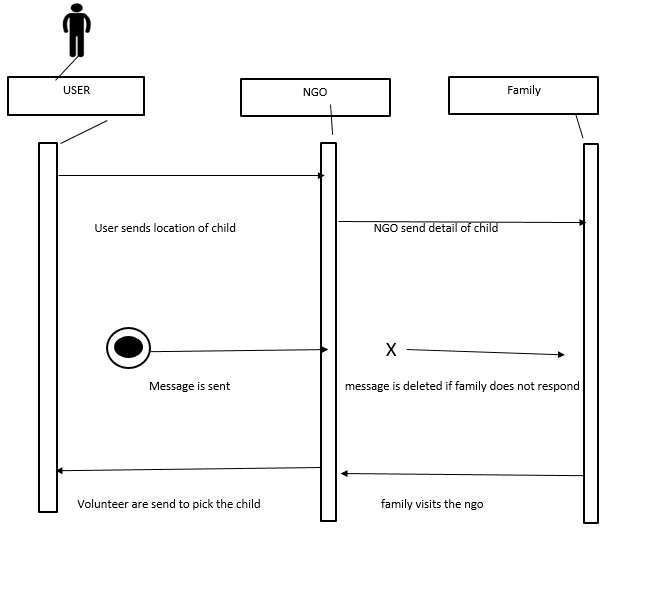 USER
NGO
Family
User sends location of child
NGO send detail of child
X
Message is sent
message is deleted if family does not respond
Volunteer are send to pick the child
family visits the ngo